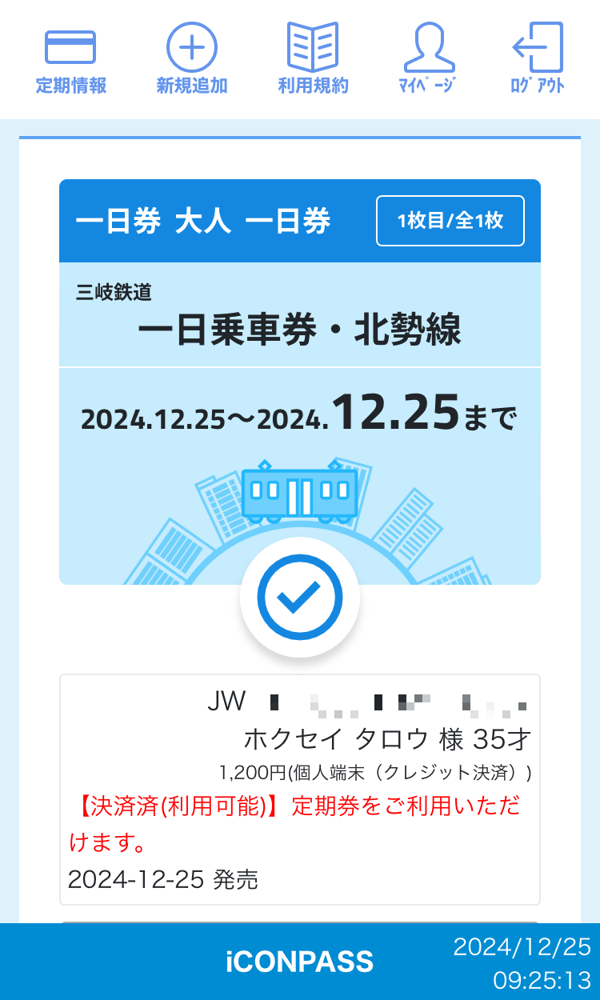 定期情報
新規追加
利用規約
ﾏｲﾍﾟｰｼﾞ
ﾛｸﾞｱｳﾄ
一日券 大人 一日券
1枚目/全1枚
三岐鉄道
一日乗車券・北勢線
2024.12.25～2024.12.25まで
JW
ホクセイ タロウ 様 35才
1,200円(個人端末（クレジット決済）)
【決済済(利用可能)】定期券をご利用いただ
けます。
2024-12-25 発売
iCONPASS
2024/12/25
09:25:13